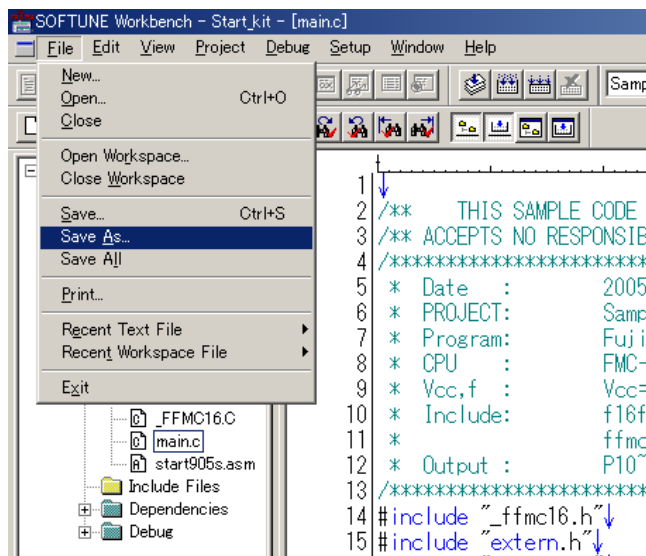 SOFTUNE Workbench - Start_kit - [main.c]
File Edit View Project Debug Setup Window Help
New...
Open... Ctrl+O
Close
Open Workspace...
Close Workspace
Save... Ctrl+S
Save As...
Save All
Print...
Recent Text File
Recent Workspace File
Exit
Samp
_FFMC16.C
main.c
start905s.asm
Include Files
Dependencies
Debug
1
2 /** THIS SAMPLE CODE
3 /** ACCEPTS NO RESPONSIB
4 /*************************
5 * Date : 2005
6 * PROJECT: Samp
7 * Program: Fuji
8 * CPU : FMC-
9 * Vcc,f : Vcc=
10 * Include: f16f
11 * ffmc
12 * Output : P10~
13 /*************************
14 #include "_ffmc16.h"↓
15 #include "extern.h"↓